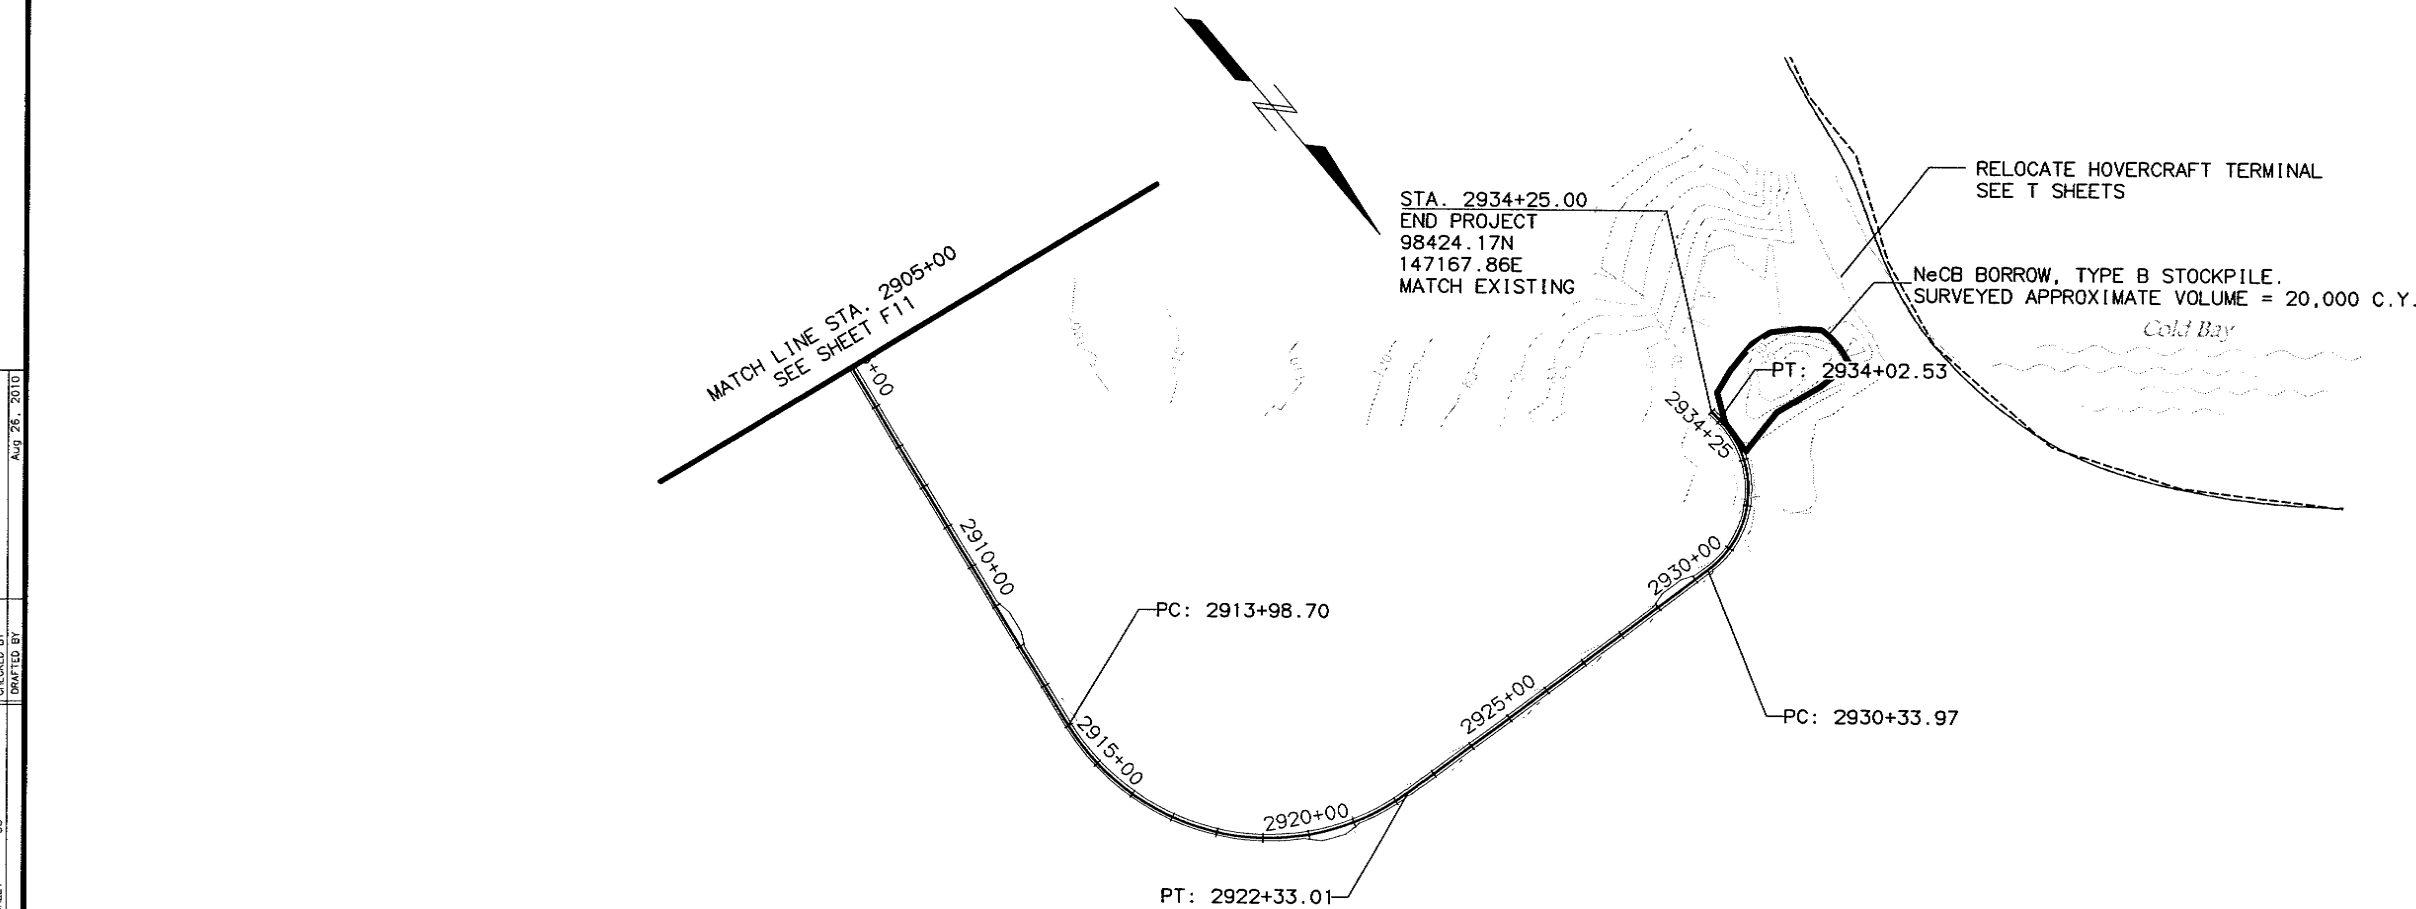 N
STA. 2934+25.00
END PROJECT
98424.17N
147167.86E
MATCH EXISTING
RELOCATE HOVERCRAFT TERMINAL
SEE T SHEETS
NeCB BORROW, TYPE B STOCKPILE.
SURVEYED APPROXIMATE VOLUME = 20,000 C.Y.
Cold Bay
MATCH LINE STA. 2905+00
SEE SHEET F11
+00
PT: 2934+02.53
2934+25
2910+00
2930+00
PC: 2913+98.70
2925+00
PC: 2930+33.97
2915+00
2920+00
PT: 2922+33.01
Aug 26, 2010
CHECKED BY
DRAFTED BY